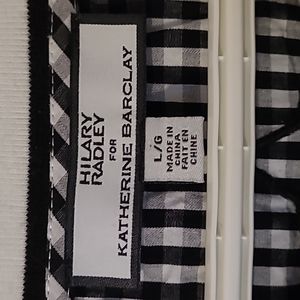 HILARY
RADLEY
FOR
KATHERINE BARCLAY
L/G
MADE IN
CHINA
FAIT EN
CHINE